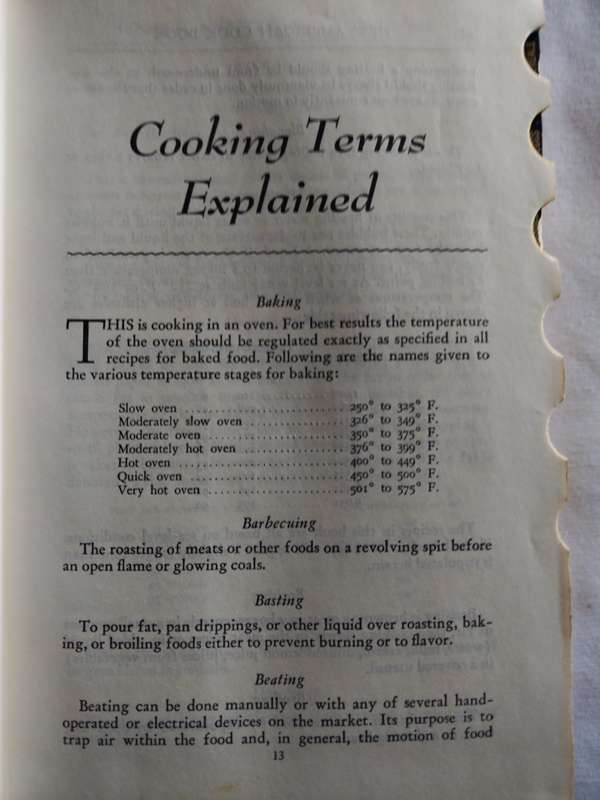 Cooking Terms
Explained
Baking
THIS is cooking in an oven. For best results the temperature
of the oven should be regulated exactly as specified in all
recipes for baked food. Following are the names given to
the various temperature stages for baking:
Slow oven .......................... 250° to 325° F.
Moderately slow oven ................ 326° to 349° F.
Moderate oven ...................... 350° to 375° F.
Moderately hot oven ................. 376° to 399° F.
Hot oven ........................... 400° to 449° F.
Quick oven ......................... 450° to 500° F.
Very hot oven ...................... 501° to 575° F.
Barbecuing
The roasting of meats or other foods on a revolving spit before
an open flame or glowing coals.
Basting
To pour fat, pan drippings, or other liquid over roasting, bak-
ing, or broiling foods either to prevent burning or to flavor.
Beating
Beating can be done manually or with any of several hand-
operated or electrical devices on the market. Its purpose is to
trap air within the food and, in general, the motion of food
13